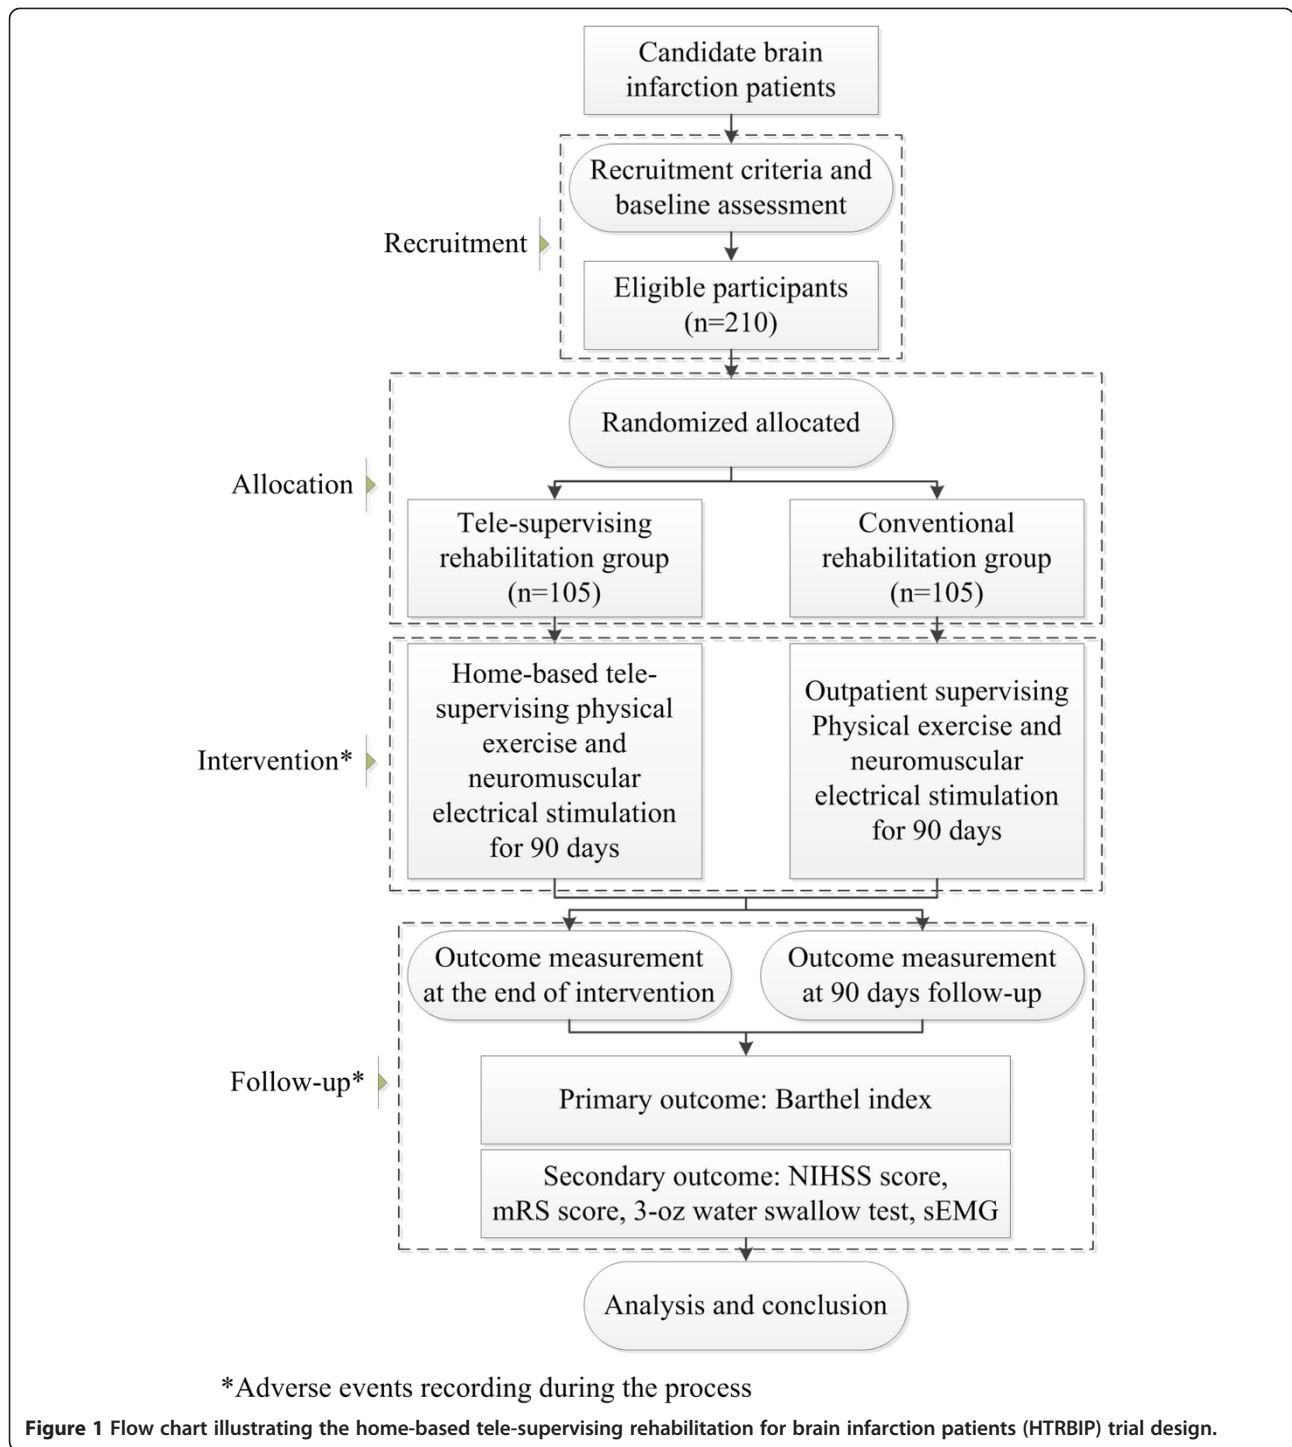 Candidate brain
infarction patients
Recruitment criteria and
baseline assessment
Recruitment
Eligible participants
(n=210)
Randomized allocated
Allocation
Tele-supervising
rehabilitation group
(n=105)
Conventional
rehabilitation group
(n=105)
Intervention*
Home-based tele-
supervising physical
exercise and
neuromuscular
electrical stimulation
for 90 days
Outpatient supervising
Physical exercise and
neuromuscular
electrical stimulation
for 90 days
Outcome measurement
at the end of intervention
Outcome measurement
at 90 days follow-up
Follow-up*
Primary outcome: Barthel index
Secondary outcome: NIHSS score,
mRS score, 3-oz water swallow test, sEMG
Analysis and conclusion
*Adverse events recording during the process
Figure 1 Flow chart illustrating the home-based tele-supervising rehabilitation for brain infarction patients (HTRBIP) trial design.